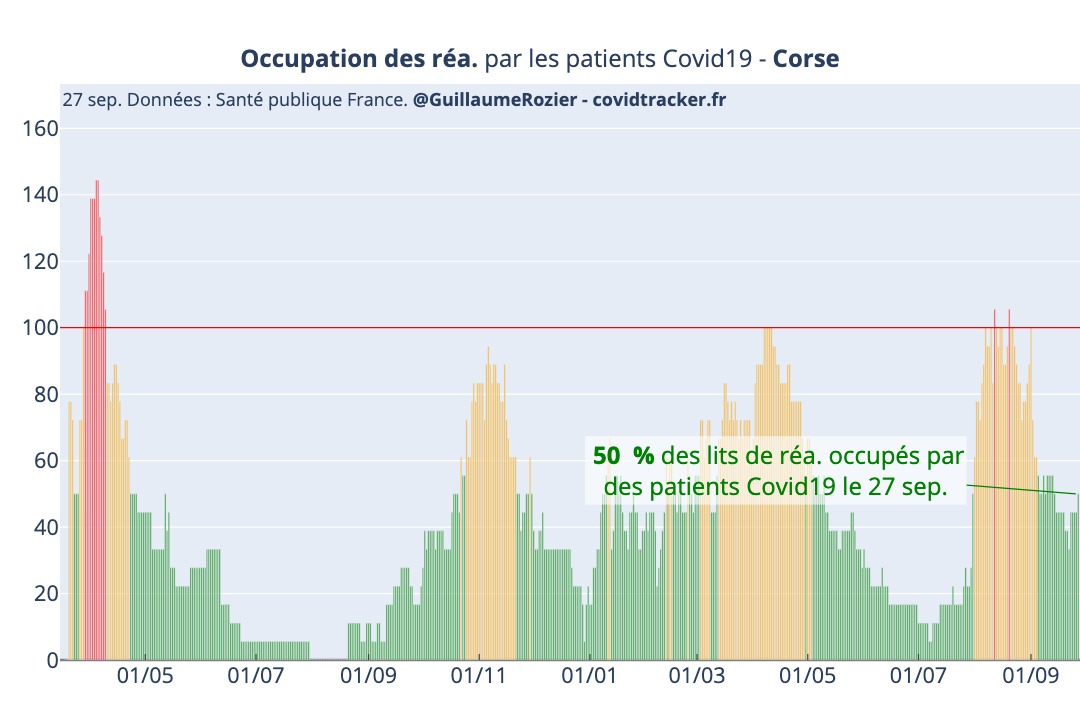 Occupation des réa. par les patients Covid19 - Corse
27 sep. Données : Santé publique France. @GuillaumeRozier - covidtracker.fr
160
140
120
100
80
60
40
20
0
50 % des lits de réa. occupés par
des patients Covid19 le 27 sep.
01/05 01/07 01/09 01/11 01/01 01/03 01/05 01/07 01/09